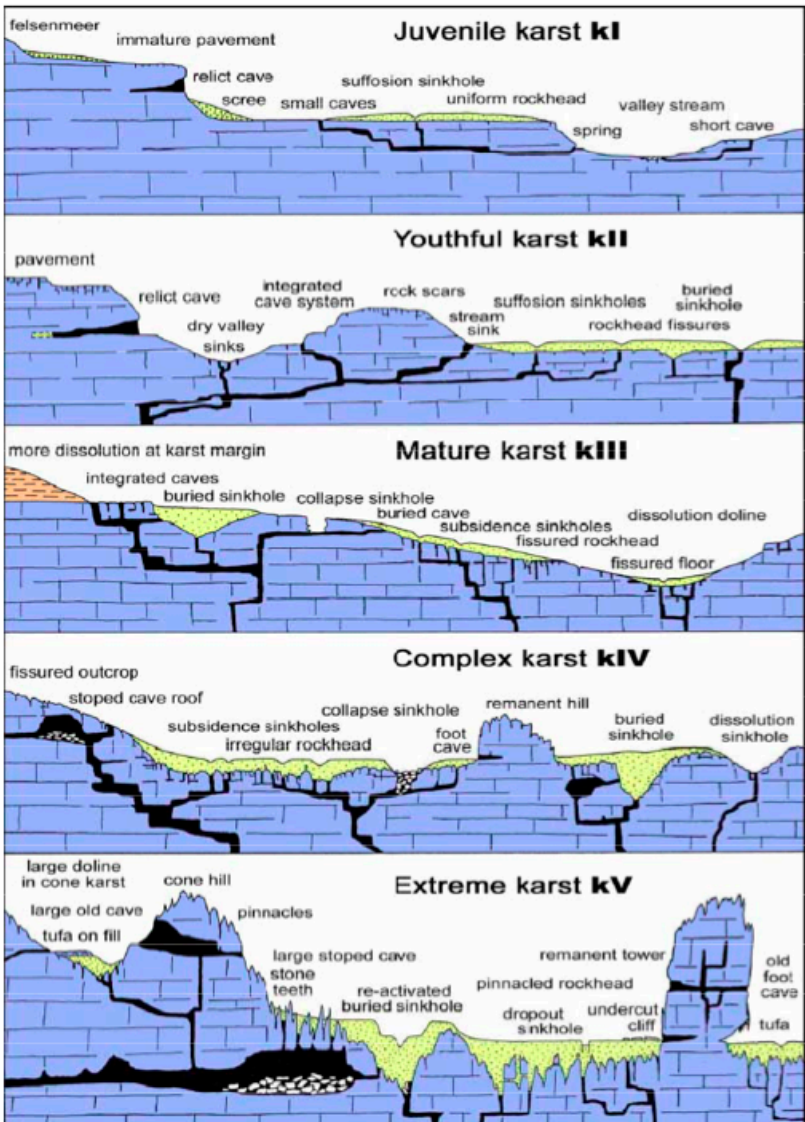 felsenmeer
Juvenile karst kI
immature pavement
relict cave
suffosion sinkhole
scree
small caves
uniform rockhead
valley stream
spring
short cave
Youthful karst kII
pavement
relict cave
integrated
cave system
rock scars
suffosion sinkholes
buried
sinkhole
dry valley
sinks
stream
sink
rockhead fissures
Mature karst kIII
more dissolution at karst margin
integrated caves
buried sinkhole
collapse sinkhole
buried cave
subsidence sinkholes
dissolution doline
fissured rockhead
fissured floor
Complex karst kIV
fissured outcrop
stoped cave roof
collapse sinkhole
remanent hill
subsidence sinkholes
irregular rockhead
foot
cave
buried
sinkhole
dissolution
sinkhole
Extreme karst kV
large doline
in cone karst
cone hill
large old cave
pinnacles
tufa on fill
large stoped cave
stone
teeth
re-activated
buried sinkhole
remanent tower
pinnacled rockhead
old
foot
cave
dropout
sinkhole
undercut
cliff
tufa